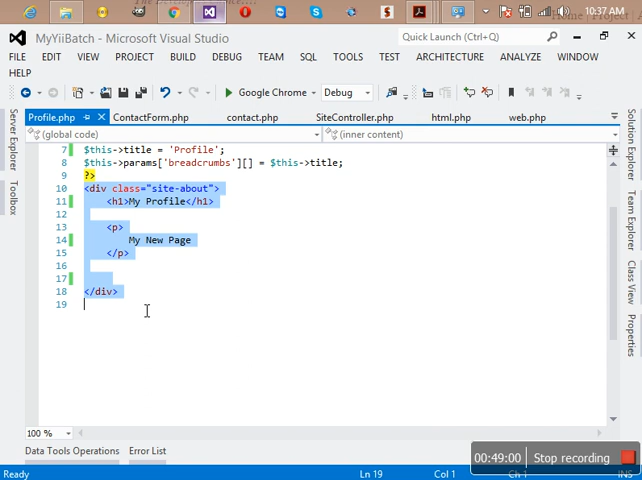 10:37 AM
Home | Project | A
MyYiiBatch - Microsoft Visual Studio
Quick Launch (Ctrl+Q)
FILE EDIT VIEW PROJECT BUILD DEBUG TEAM SQL TOOLS TEST ARCHITECTURE ANALYZE WINDOW
HELP
Google Chrome
Debug
Profile.php ContactForm.php contact.php SiteController.php html.php web.php
(global code) (inner content)
Server Explorer
Toolbox
Solution Explorer
Team Explorer
Class View
Properties
7 $this->title = 'Profile';
8 $this->params['breadcrumbs'][] = $this->title;
9 ?>
10 <div class="site-about">
11 <h1>My Profile</h1>
12
13 <p>
14 My New Page
15 </p>
16
17
18 </div>
19
100 %
Data Tools Operations Error List
00:49:00 Stop recording
Ready Ln 19 Col 1 Ch 1 INS